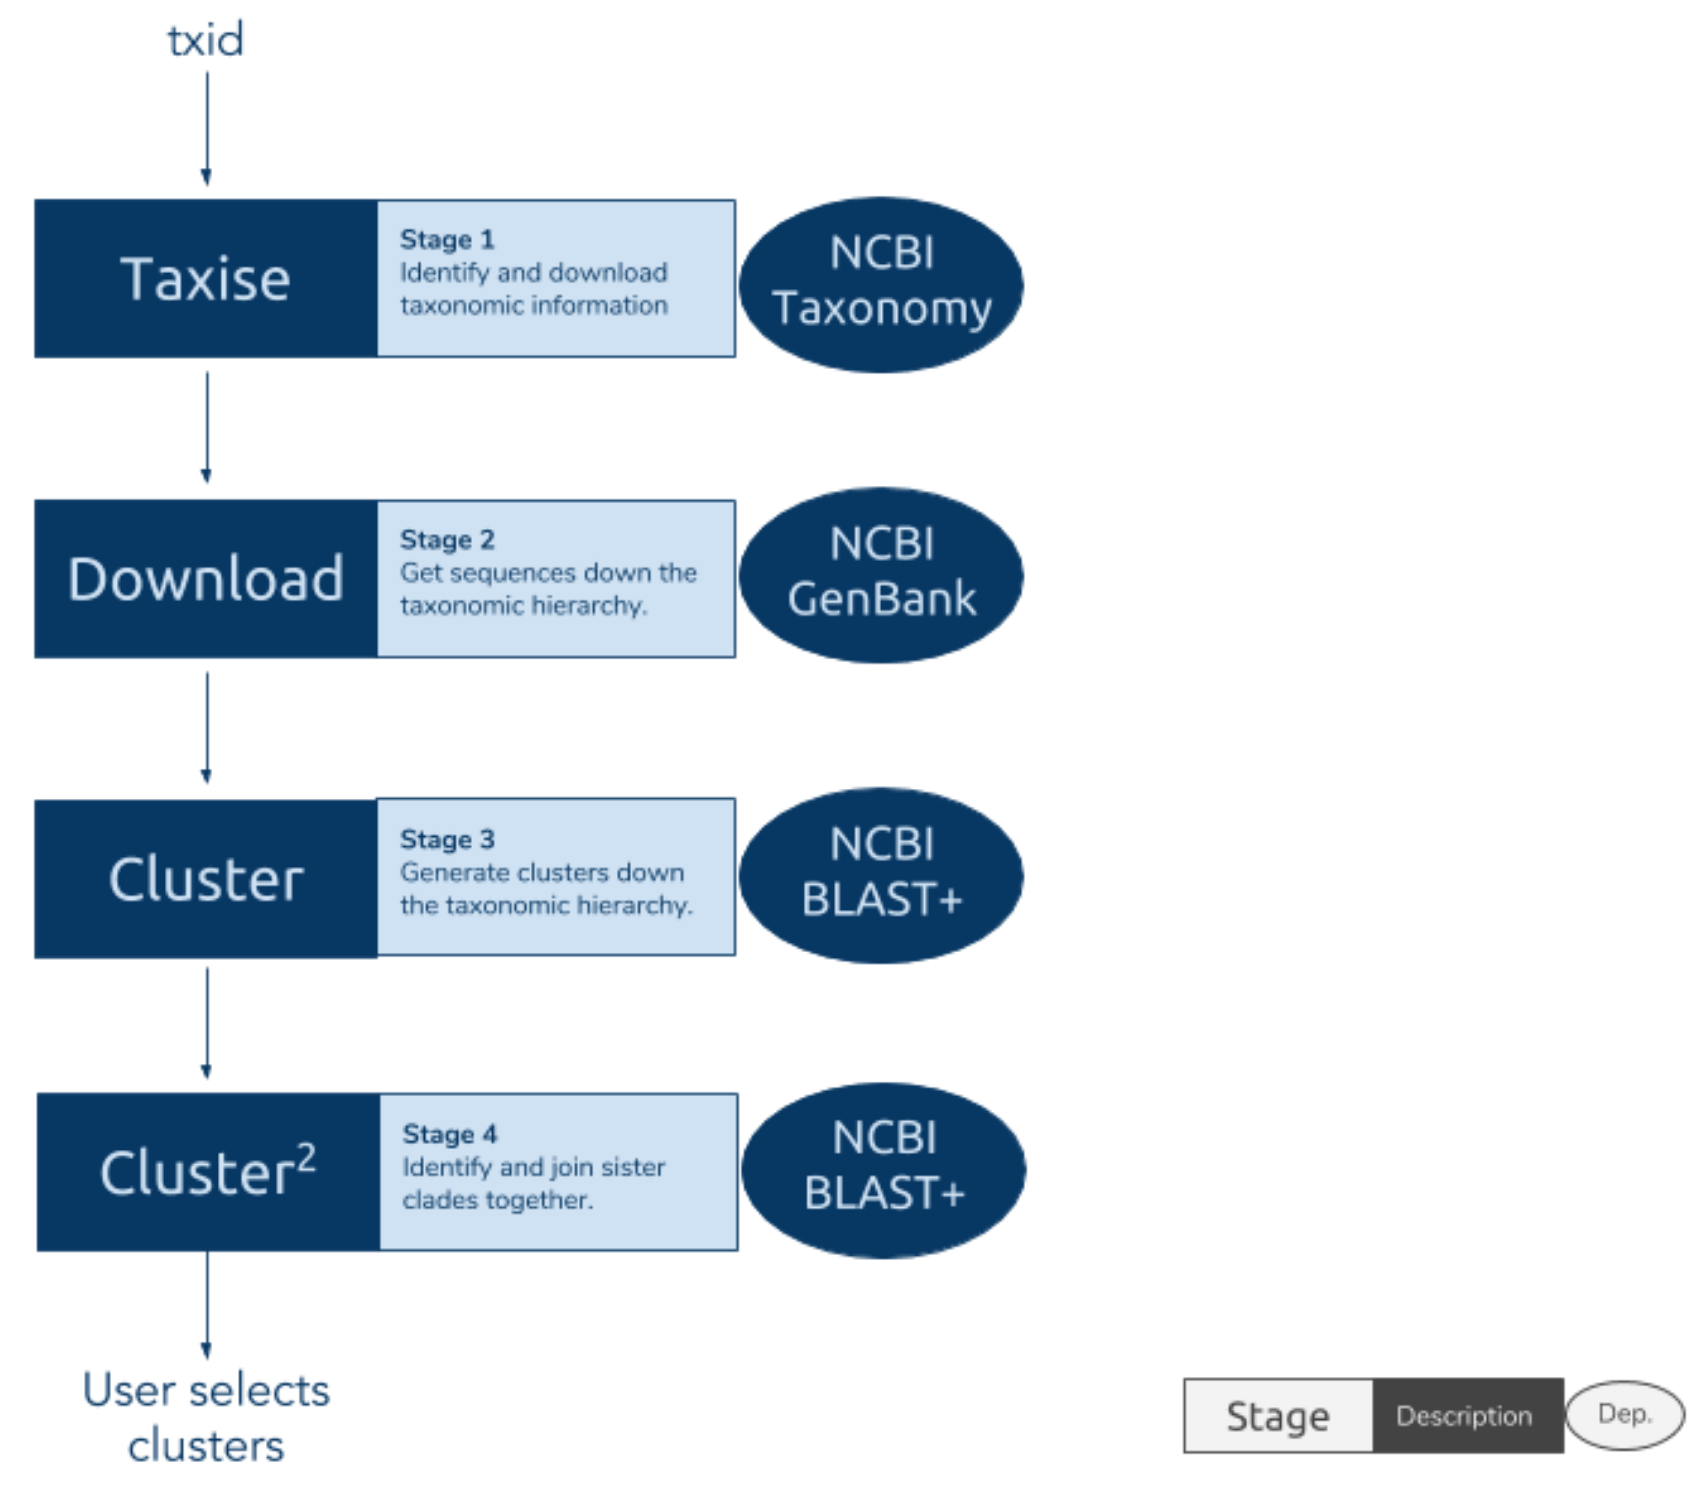 txid
Taxise
Stage 1
Identify and download
taxonomic information
NCBI
Taxonomy
Download
Stage 2
Get sequences down the
taxonomic hierarchy.
NCBI
GenBank
Cluster
Stage 3
Generate clusters down
the taxonomic hierarchy.
NCBI
BLAST+
Cluster²
Stage 4
Identify and join sister
clades together.
NCBI
BLAST+
User selects
clusters
Stage
Description
Dep.